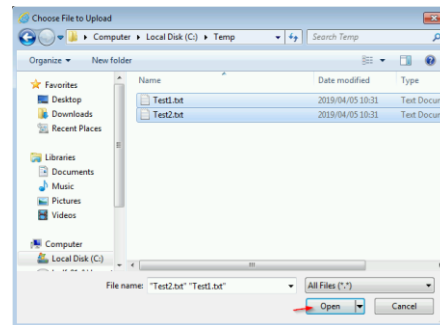 Choose File to Upload
Computer ▸ Local Disk (C:) ▸ Temp
Search Temp
Organize
New folder
Name
Date modified
Type
Favorites
Desktop
Downloads
Recent Places
Libraries
Documents
Music
Pictures
Videos
Computer
Local Disk (C:)
Test1.txt 2019/04/05 10:31 Text Docum
Test2.txt 2019/04/05 10:31 Text Docum
File name: "Test2.txt" "Test1.txt"
All Files (*.*)
Open
Cancel